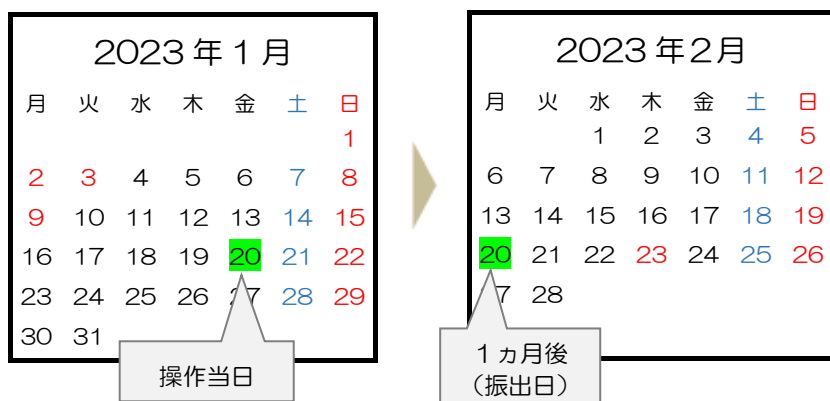 2023年1月
月 火 水 木 金 土 日
1
2 3 4 5 6 7 8
9 10 11 12 13 14 15
16 17 18 19 20 21 22
23 24 25 26 27 28 29
30 31
操作当日
2023年2月
月 火 水 木 金 土 日
1 2 3 4 5
6 7 8 9 10 11 12
13 14 15 16 17 18 19
20 21 22 23 24 25 26
27 28
1ヵ月後
（振出日）